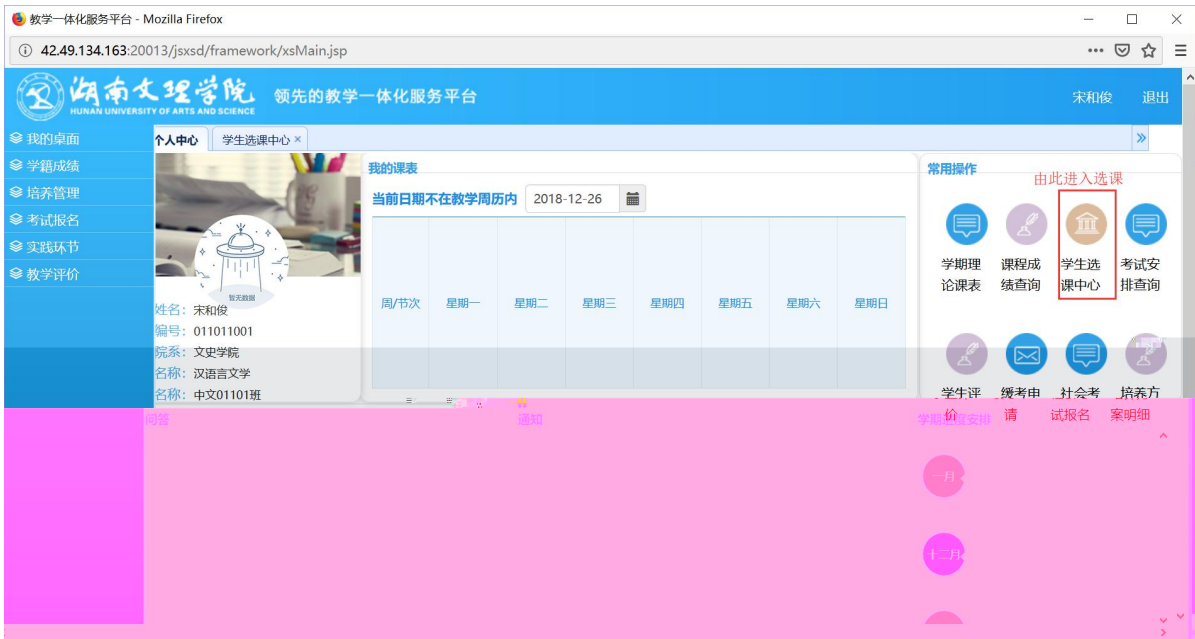 教学一体化服务平台 - Mozilla Firefox
42.49.134.163:20013/jsxsd/framework/xsMain.jsp
湖南文理学院
HUNAN UNIVERSITY OF ARTS AND SCIENCE
领先的教学一体化服务平台
宋和俊 退出
我的桌面
学籍成绩
培养管理
考试报名
实践环节
教学评价
个人中心 学生选课中心
暂无数据
姓名：宋和俊
编号：011011001
院系：文史学院
名称：汉语言文学
名称：中文01101班
我的课表
当前日期不在教学周历内 2018-12-26
周/节次 星期一 星期二 星期三 星期四 星期五 星期六 星期日
常用操作
由此进入选课
学期理论课表
课程成绩查询
学生选课中心
考试安排查询
学生评价
缓考申请
社会考试报名
培养方案明细
问答
通知
学期进度安排
一月
十二月